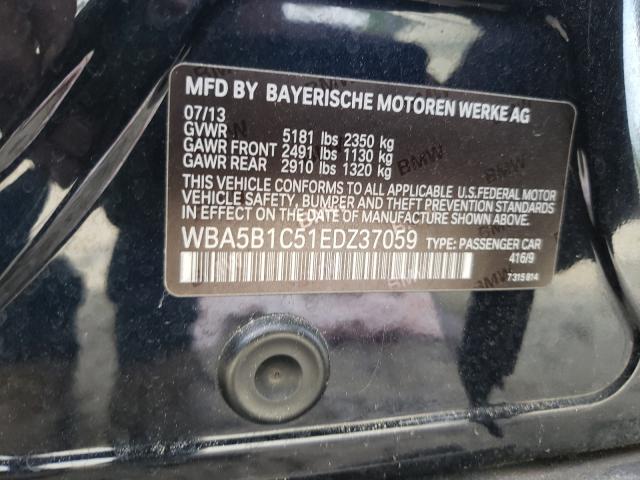 MFD BY BAYERISCHE MOTOREN WERKE AG
07/13
GVWR 5181 lbs 2350 kg
GAWR FRONT 2491 lbs 1130 kg
GAWR REAR 2910 lbs 1320 kg
THIS VEHICLE CONFORMS TO ALL APPLICABLE U.S.FEDERAL MOTOR
VEHICLE SAFETY, BUMPER, AND THEFT PREVENTION STANDARDS
IN EFFECT ON THE DATE OF MANUFACTURE SHOWN ABOVE.
WBA5B1C51EDZ37059 TYPE: PASSENGER CAR
416/9
7315814